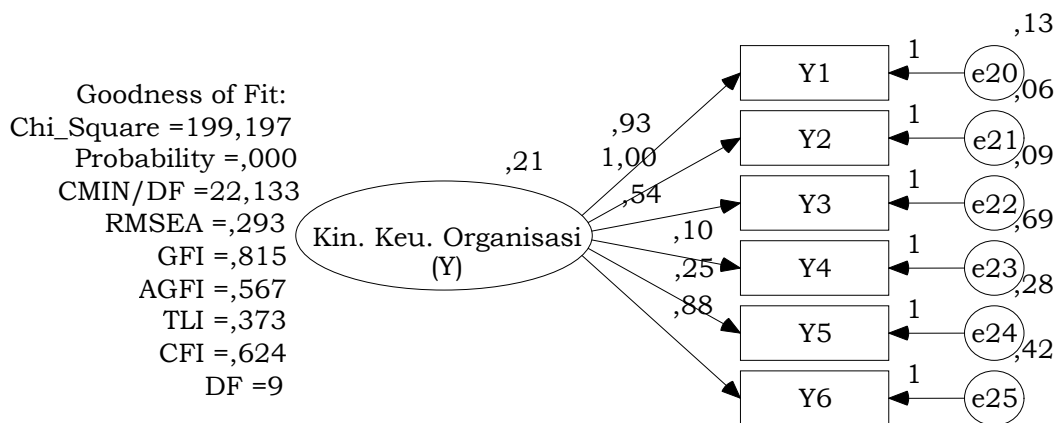 Goodness of Fit:
Chi_Square =199,197
Probability =,000
CMIN/DF =22,133
RMSEA =,293
GFI =,815
AGFI =,567
TLI =,373
CFI =,624
DF =9
,21
Kin. Keu. Organisasi
(Y)
,93
1,00
,54
,10
,25
,88
Y1
1
e20
,13
Y2
1
e21
,06
Y3
1
e22
,09
Y4
1
e23
,69
Y5
1
e24
,28
Y6
1
e25
,42